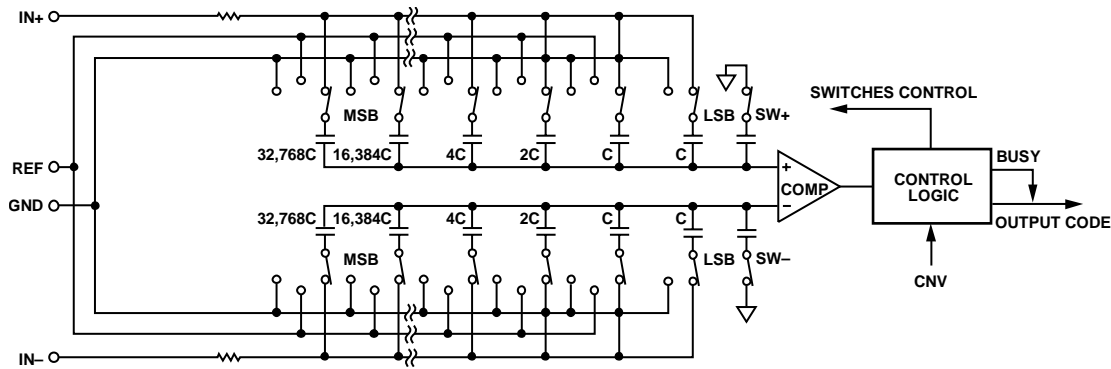 IN+
SWITCHES CONTROL
MSB
LSB
SW+
32,768C
16,384C
4C
2C
C
C
BUSY
REF
+
COMP
–
CONTROL
LOGIC
GND
OUTPUT CODE
32,768C
16,384C
4C
2C
C
C
MSB
LSB
SW–
CNV
IN–